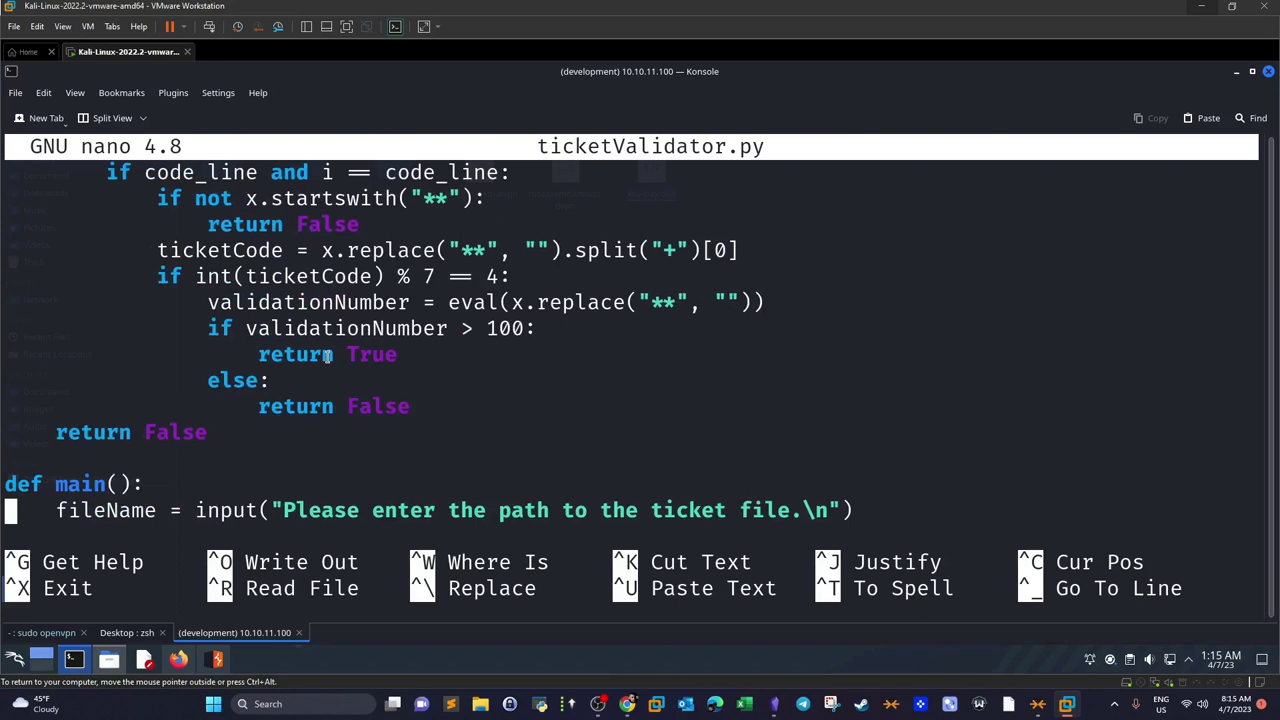 Kali-Linux-2022.2-vmware-amd64 - VMware Workstation
File Edit View VM Tabs Help
Home Kali-Linux-2022.2-vmwar...
(development) 10.10.11.100 — Konsole
File Edit View Bookmarks Plugins Settings Help
New Tab Split View Copy Paste Find
GNU nano 4.8 ticketValidator.py
if code_line and i == code_line:
if not x.startswith("**"):
return False
ticketCode = x.replace("**", "").split("+")[0]
if int(ticketCode) % 7 == 4:
validationNumber = eval(x.replace("**", ""))
if validationNumber > 100:
return True
else:
return False
return False
def main():
fileName = input("Please enter the path to the ticket file.\n")
^G Get Help ^O Write Out ^W Where Is ^K Cut Text ^J Justify ^C Cur Pos
^X Exit ^R Read File ^\ Replace ^U Paste Text ^T To Spell ^_ Go To Line
- : sudo openvpn Desktop : zsh (development) 10.10.11.100
1:15 AM
4/7/23
To return to your computer, move the mouse pointer outside or press Ctrl+Alt.
45°F
Cloudy
Search
ENG
US
8:15 AM
4/7/2023